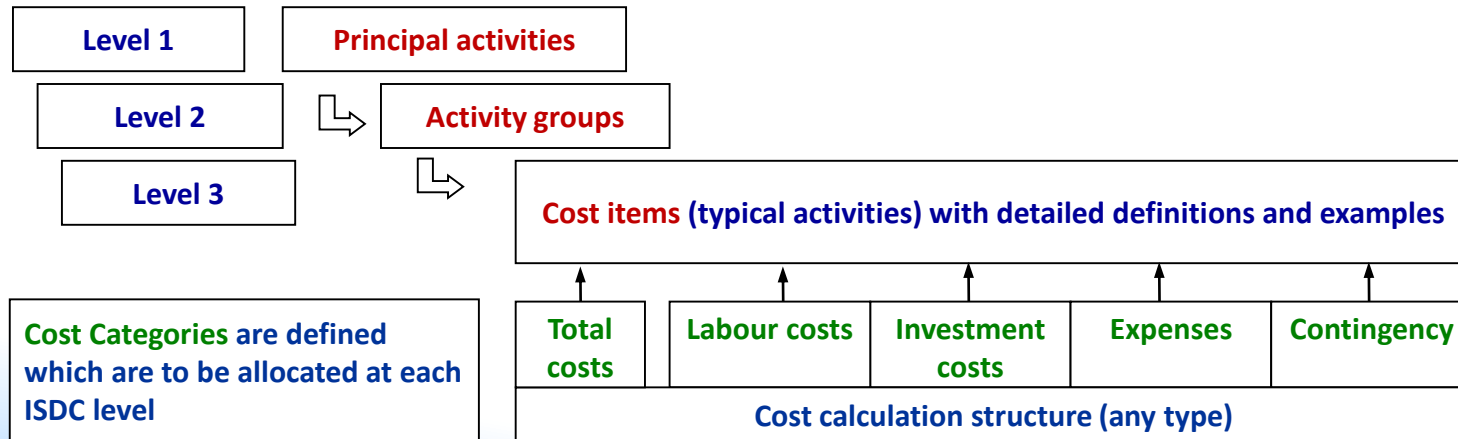 Level 1
Principal activities
Level 2
Activity groups
Level 3
Cost items (typical activities) with detailed definitions and examples
Cost Categories are defined
which are to be allocated at each
ISDC level
Total
costs
Labour costs
Investment
costs
Expenses
Contingency
Cost calculation structure (any type)